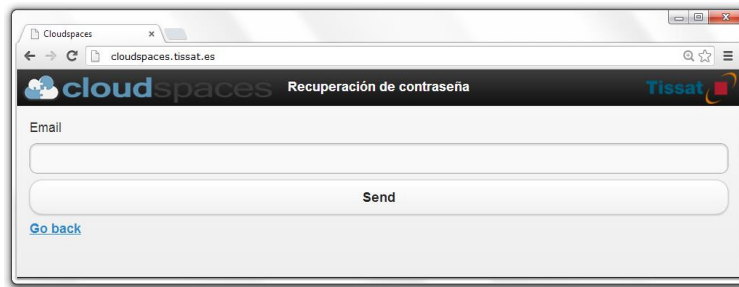 Cloudspaces
cloudspaces.tissat.es
cloudspaces Recuperación de contraseña Tissat
Email
Send
Go back